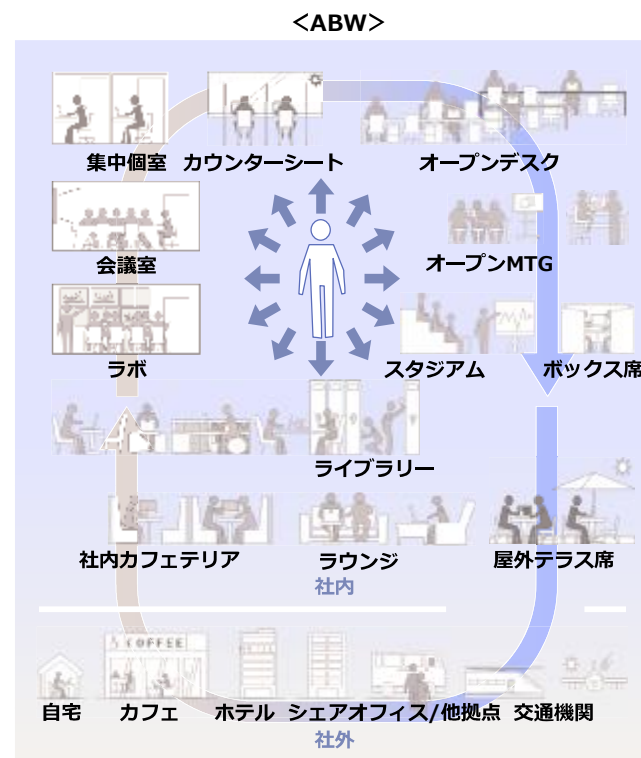 ＜ABW＞
集中個室
カウンターシート
オープンデスク
会議室
オープンMTG
ラボ
スタジアム
ボックス席
ライブラリー
社内カフェテリア
ラウンジ
屋外テラス席
社内
COFFEE
自宅
カフェ
ホテル
シェアオフィス/他拠点
交通機関
社外